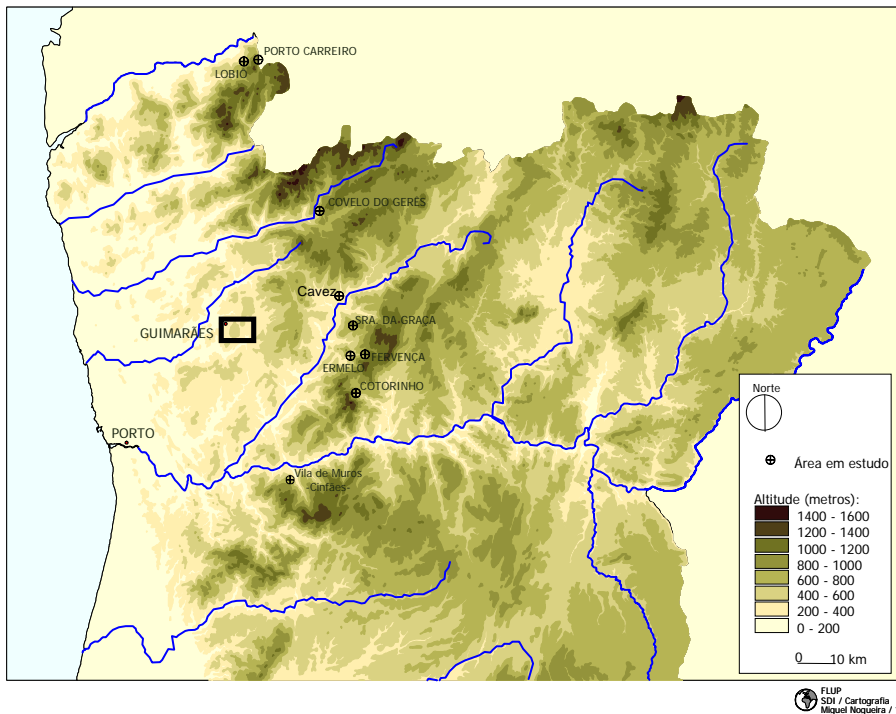 PORTO CARREIRO
LOBIÓ
COVELO DO GERÊS
Cavez
SRA DA GRAÇA
GUIMARÃES
FERVENÇA
ERMELO
COTORINHO
PORTO
Vila de Muros
-Cinfães-
Norte
Área em estudo
Altitude (metros):
1400 - 1600
1200 - 1400
1000 - 1200
800 - 1000
600 - 800
400 - 600
200 - 400
0 - 200
0 10 km
FLUP
SDI / Cartografia
Miguel Nogueira /